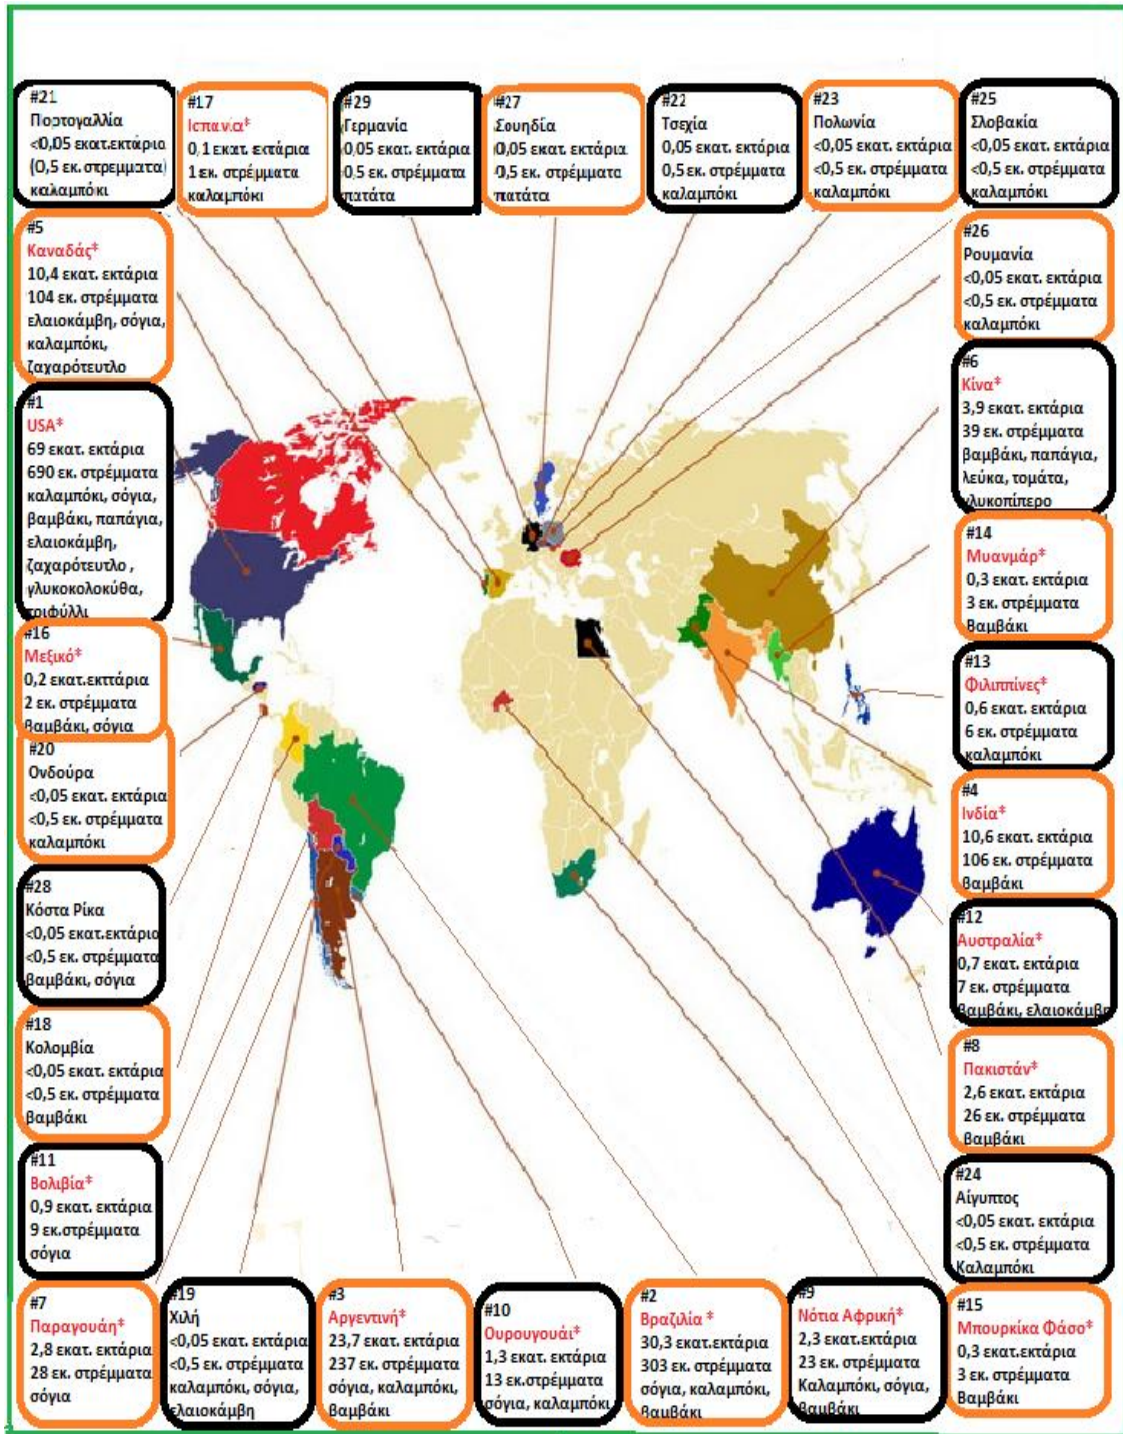 #21
Πορτογαλλία
<0,05 εκατ.εκτάρια
(0,5 εκ.στρεμματα)
καλαμπόκι
#17
Ισπανία*
0,1 εκατ.εκτάρια
1εκ. στρέμματα
καλαμπόκι
#29
Γερμανία
0,05 εκατ. εκτάρια
0,5 εκ. στρέμματα
πατάτα
#27
Σουηδία
0,05 εκατ. εκτάρια
0,5 εκ. στρέμματα
πατάτα
#22
Τσεχία
0,05 εκατ. εκτάρια
0,5 εκ. στρέμματα
καλαμπόκι
#23
Πολωνία
<0,05 εκατ. εκτάρια
<0,5 εκ. στρέμματα
καλαμπόκι
#25
Σλοβακία
<0,05 εκατ. εκτάρια
<0,5 εκ. στρέμματα
καλαμπόκι
#5
Καναδάς*
10,4 εκατ. εκτάρια
104 εκ. στρέμματα
ελαιοκάμβη, σόγια,
καλαμπόκι,
ζαχαρότευτλο
#26
Ρουμανία
<0,05 εκατ. εκτάρια
<0,5 εκ. στρέμματα
καλαμπόκι
#1
USA*
69 εκατ. εκτάρια
690 εκ. στρέμματα
καλαμπόκι, σόγια,
βαμβάκι, παπάγια,
ελαιοκάμβη,
ζαχαρότευτλο ,
γλυκοκολοκύθα,
τριφύλλι
#6
Κίνα*
3,9 εκατ. εκτάρια
39 εκ. στρέμματα
βαμβάκι, παπάγια,
λεύκα, τομάτα,
γλυκοπίπερο
#14
Μυανμάρ*
0,3 εκατ. εκτάρια
3 εκ. στρέμματα
Βαμβάκι
#16
Μεξικό*
0,2 εκατ.εκττάρια
2 εκ. στρέμματα
βαμβάκι, σόγια
#13
Φιλιππίνες*
0,6 εκατ. εκτάρια
6 εκ. στρέμματα
καλαμπόκι
#20
Ονδούρα
<0,05 εκατ. εκτάρια
<0,5 εκ. στρέμματα
καλαμπόκι
#4
Ινδία*
10,6 εκατ. εκτάρια
106 εκ. στρέμματα
βαμβάκι
#28
Κόστα Ρίκα
<0,05 εκατ.εκτάρια
<0,5 εκ. στρέμματα
βαμβάκι, σόγια
#12
Αυστραλία*
0,7 εκατ. εκτάρια
7 εκ. στρέμματα
βαμβάκι, ελαιοκάμβη
#18
Κολομβία
<0,05 εκατ. εκτάρια
<0,5 εκ. στρέμματα
βαμβάκι
#8
Πακιστάν*
2,6 εκατ. εκτάρια
26 εκ. στρέμματα
βαμβάκι
#11
Βολιβία*
0,9 εκατ. εκτάρια
9 εκ.στρέμματα
σόγια
#24
Αίγυπτος
<0,05 εκατ. εκτάρια
<0,5 εκ. στρέμματα
Καλαμπόκι
#7
Παραγουάη*
2,8 εκατ. εκτάρια
28 εκ. στρέμματα
σόγια
#19
Χιλή
<0,05 εκατ. εκτάρια
<0,5 εκ. στρέμματα
καλαμπόκι, σόγια,
ελαιοκάμβη
#3
Αργεντινή*
23,7 εκατ. εκτάρια
237 εκ. στρέμματα
σόγια, καλαμπόκι,
βαμβάκι
#10
Ουρουγουάι*
1,3 εκατ. εκτάρια
13 εκ.στρέμματα
σόγια, καλαμπόκι
#2
Βραζιλία *
30,3 εκατ.εκτάρια
303 εκ. στρέμματα
σόγια, καλαμπόκι,
βαμβάκι
#9
Νότια Αφρική*
2,3 εκατ.εκτάρια
23 εκ. στρέμματα
Καλαμπόκι, σόγια,
βαμβάκι
#15
Μπουρκίκα Φάσο*
0,3 εκατ.εκτάρια
3 εκ. στρέμματα
Βαμβάκι